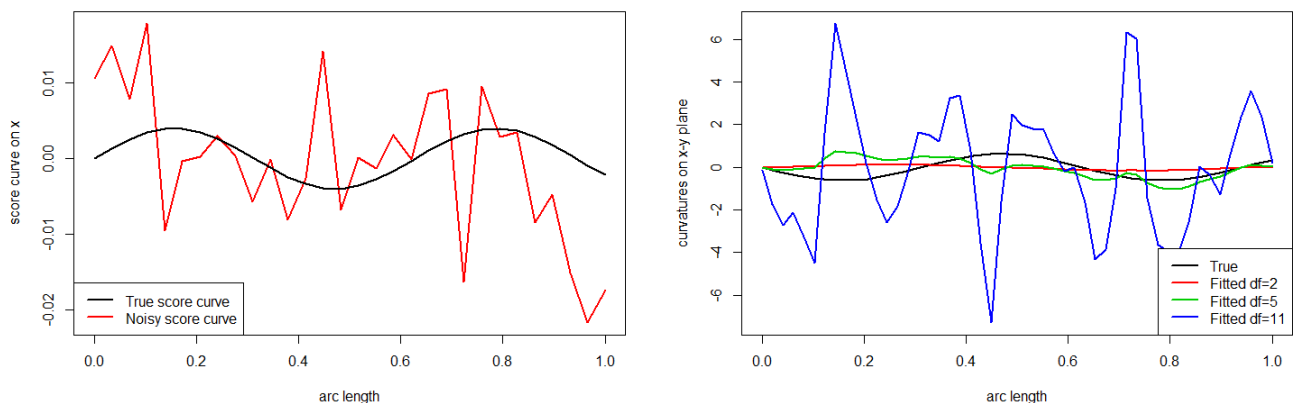 score curve on x
0.01
0.00
-0.01
-0.02
True score curve
Noisy score curve
0.0 0.2 0.4 0.6 0.8 1.0
arc length
curvatures on x-y plane
6
4
2
0
-2
-4
-6
True
Fitted df=2
Fitted df=5
Fitted df=11
0.0 0.2 0.4 0.6 0.8 1.0
arc length